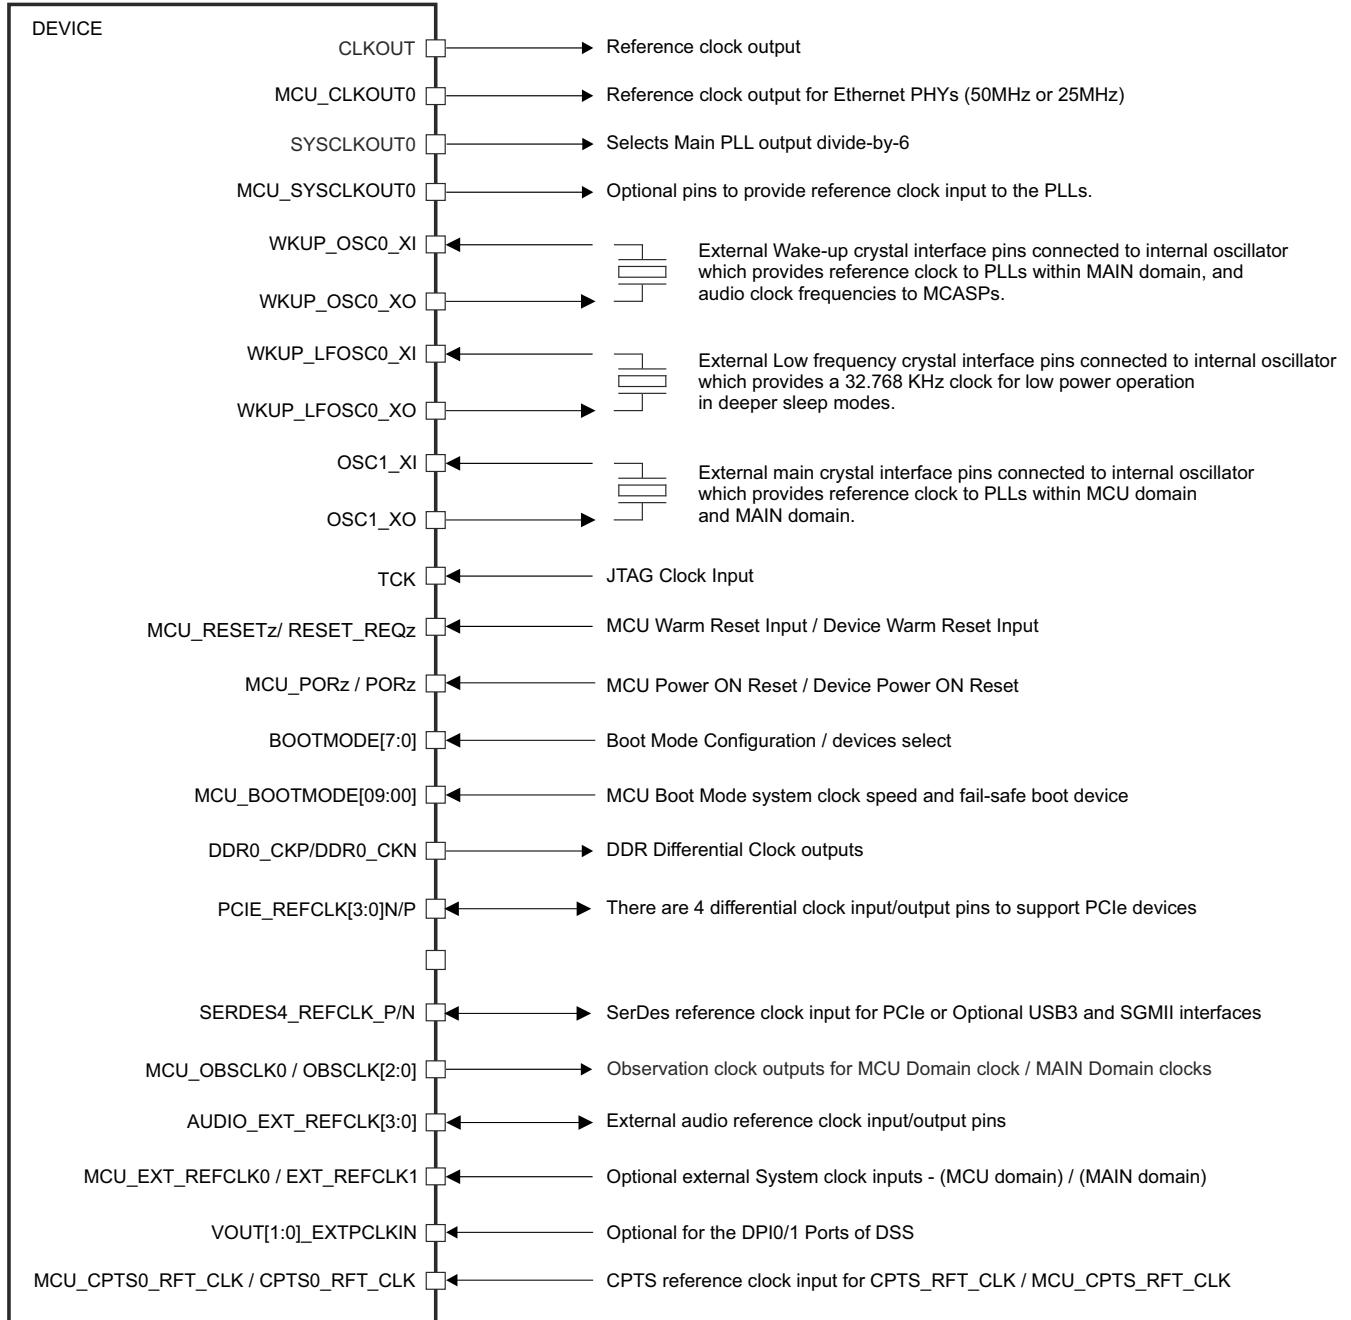 DEVICE
CLKOUT Reference clock output
MCU_CLKOUT0 Reference clock output for Ethernet PHYs (50MHz or 25MHz)
SYSCLKOUT0 Selects Main PLL output divide-by-6
MCU_SYSCLKOUT0 Optional pins to provide reference clock input to the PLLs.
WKUP_OSC0_XI
External Wake-up crystal interface pins connected to internal oscillator
which provides reference clock to PLLs within MAIN domain, and
audio clock frequencies to MCASPs.
WKUP_OSC0_XO
WKUP_LFOSC0_XI
External Low frequency crystal interface pins connected to internal oscillator
which provides a 32.768 KHz clock for low power operation
in deeper sleep modes.
WKUP_LFOSC0_XO
OSC1_XI
External main crystal interface pins connected to internal oscillator
which provides reference clock to PLLs within MCU domain
and MAIN domain.
OSC1_XO
TCK JTAG Clock Input
MCU_RESETz/ RESET_REQz MCU Warm Reset Input / Device Warm Reset Input
MCU_PORz / PORz MCU Power ON Reset / Device Power ON Reset
BOOTMODE[7:0] Boot Mode Configuration / devices select
MCU_BOOTMODE[09:00] MCU Boot Mode system clock speed and fail-safe boot device
DDR0_CKP/DDR0_CKN DDR Differential Clock outputs
PCIE_REFCLK[3:0]N/P There are 4 differential clock input/output pins to support PCIe devices
SERDES4_REFCLK_P/N SerDes reference clock input for PCIe or Optional USB3 and SGMII interfaces
MCU_OBSCLK0 / OBSCLK[2:0] Observation clock outputs for MCU Domain clock / MAIN Domain clocks
AUDIO_EXT_REFCLK[3:0] External audio reference clock input/output pins
MCU_EXT_REFCLK0 / EXT_REFCLK1 Optional external System clock inputs - (MCU domain) / (MAIN domain)
VOUT[1:0]_EXTPCLKIN Optional for the DPI0/1 Ports of DSS
MCU_CPTS0_RFT_CLK / CPTS0_RFT_CLK CPTS reference clock input for CPTS_RFT_CLK / MCU_CPTS_RFT_CLK